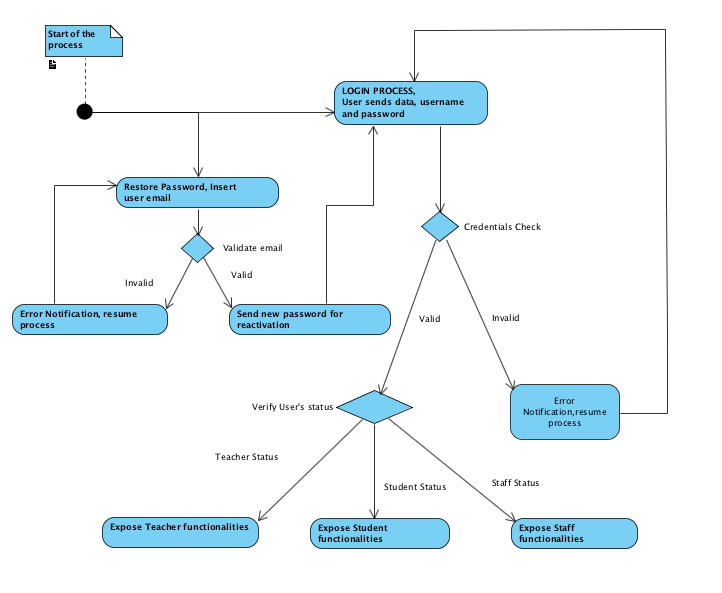 Start of the
process
LOGIN PROCESS,
User sends data, username
and password
Restore Password, Insert
user email
Validate email
Credentials Check
Invalid
Valid
Error Notification, resume
process
Send new password for
reactivation
Valid
Invalid
Error
Notification,resume
process
Verify User's status
Teacher Status
Student Status
Staff Status
Expose Teacher functionalities
Expose Student
functionalities
Expose Staff
functionalities